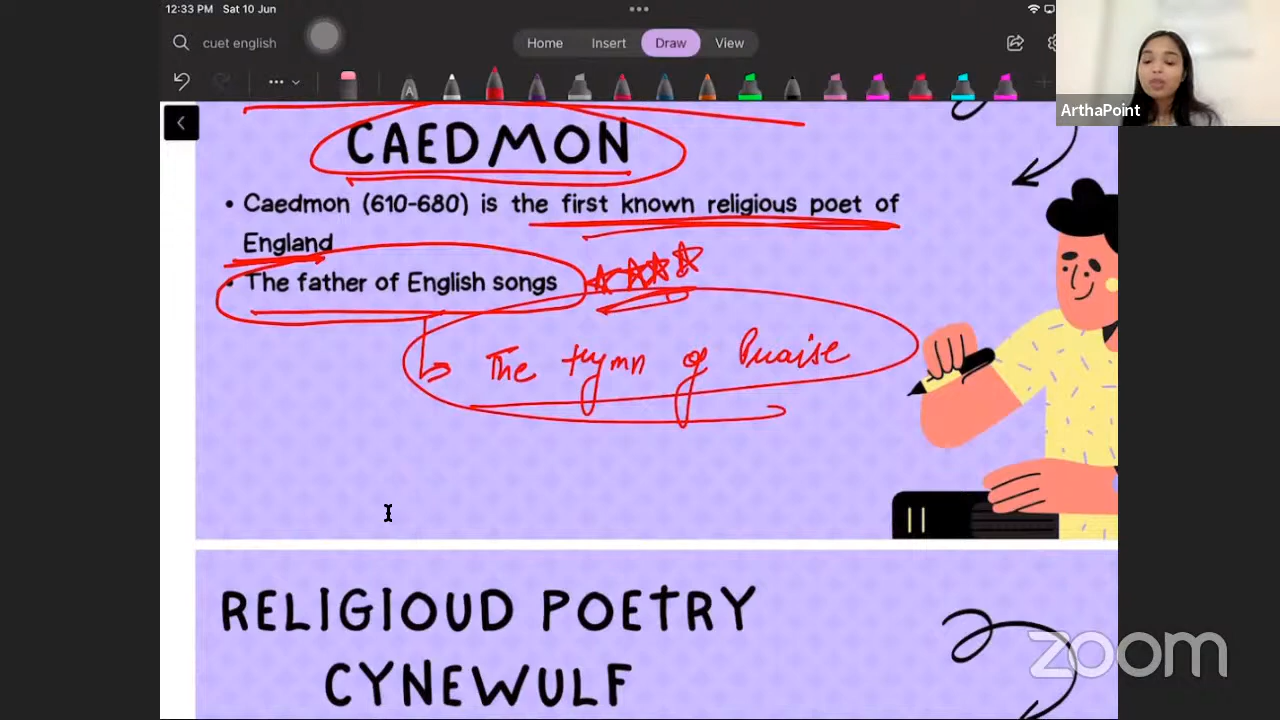 12:33 PM Sat 10 Jun
cuet english
Home Insert Draw View
A
ArthaPoint
CAEDMON
• Caedmon (610-680) is the first known religious poet of
England
• The father of English songs
The Hymn of Praise
RELIGIOUD POETRY
CYNEWULF
zoom